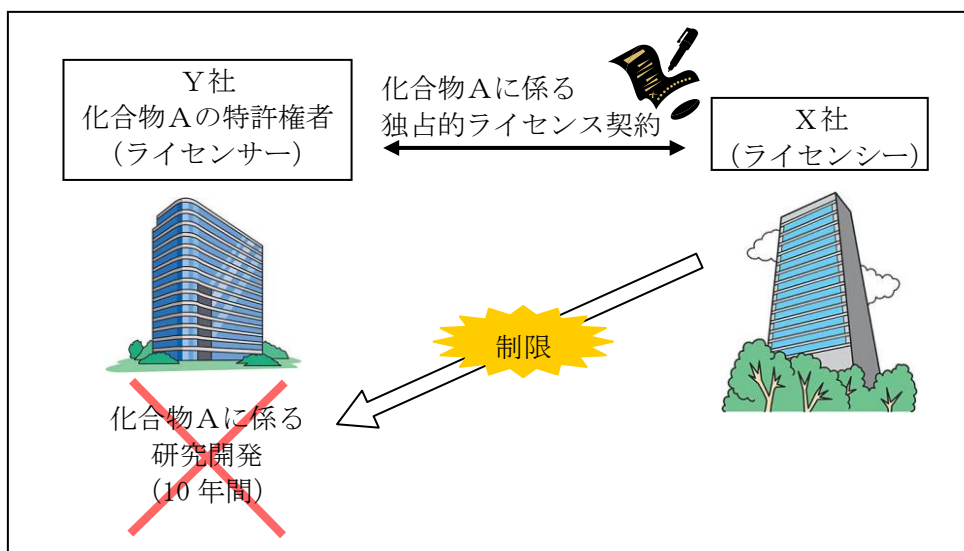 Y社
化合物Aの特許権者
(ライセンサー)
化合物Aに係る
独占的ライセンス契約
X社
(ライセンシー)
制限
化合物Aに係る
研究開発
(10年間)